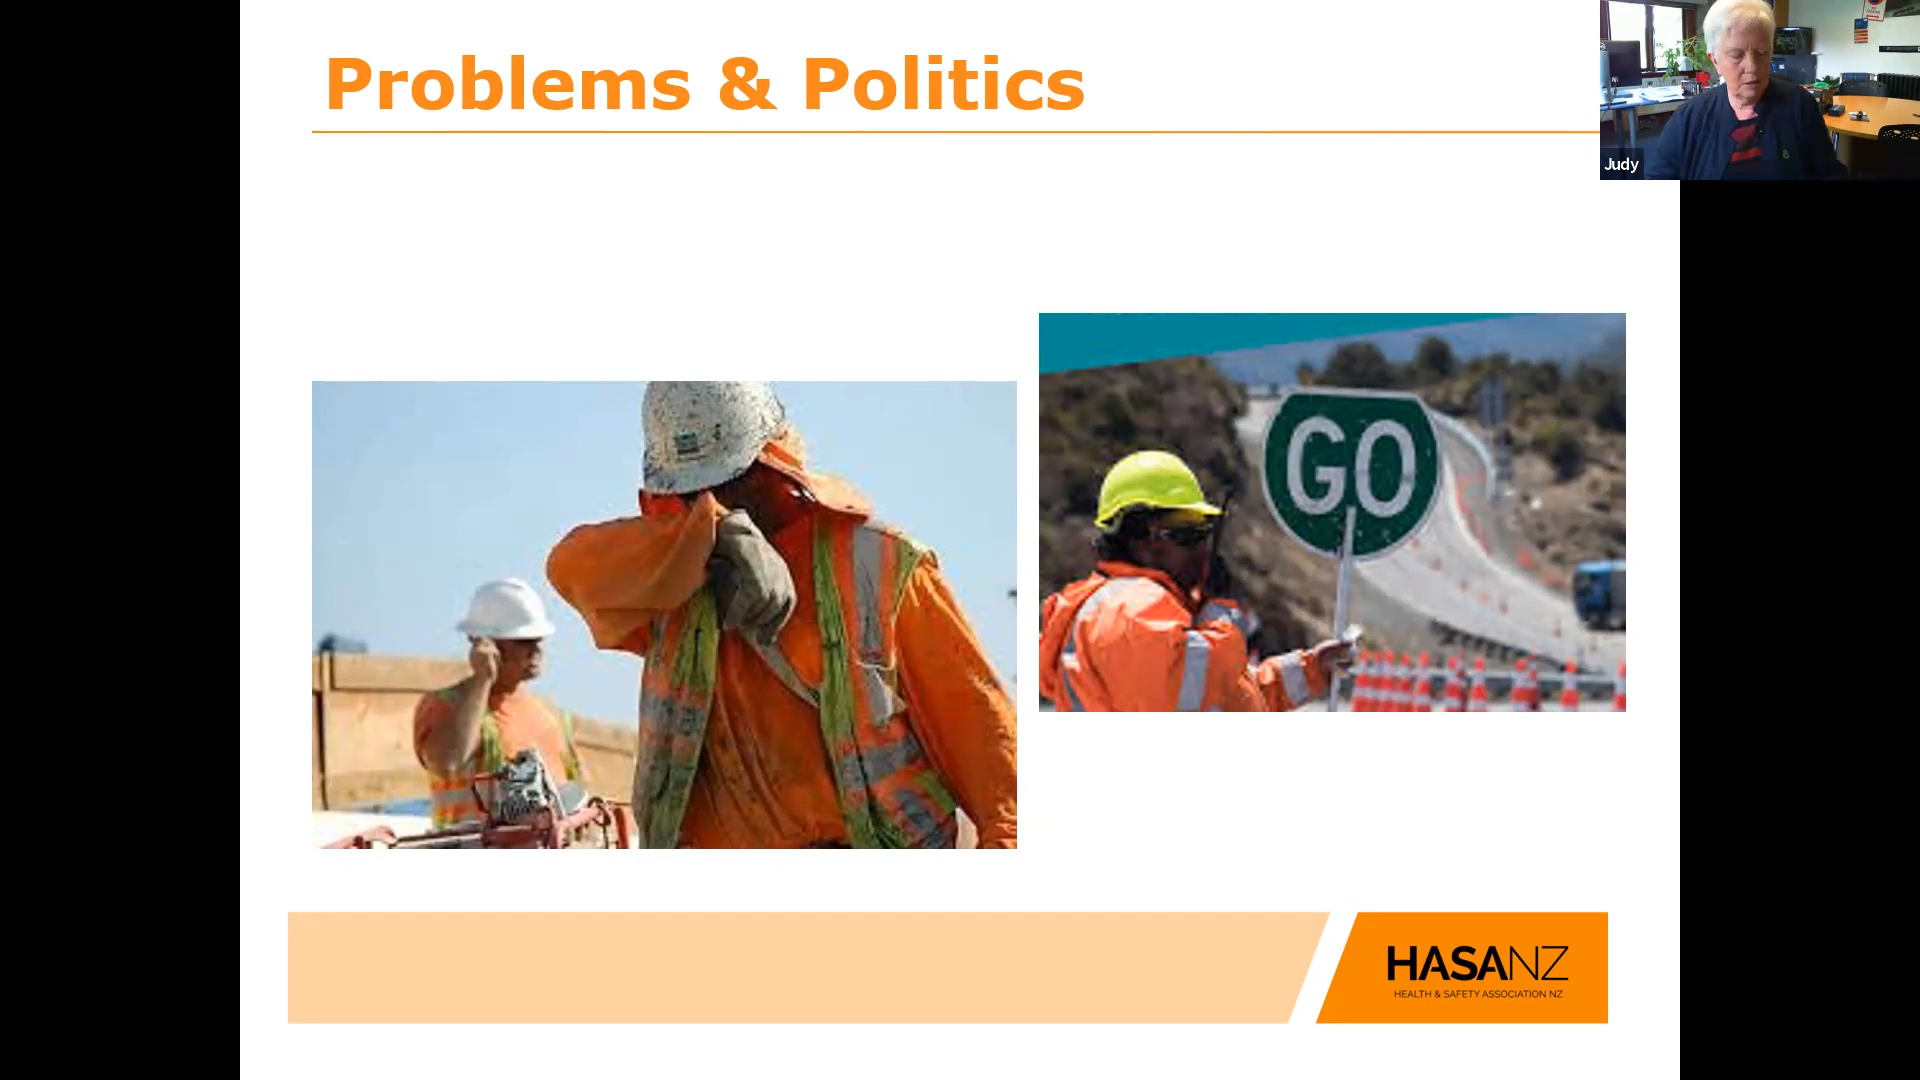 Problems & Politics
Judy
GO
HASANZ
HEALTH & SAFETY ASSOCIATION NZ